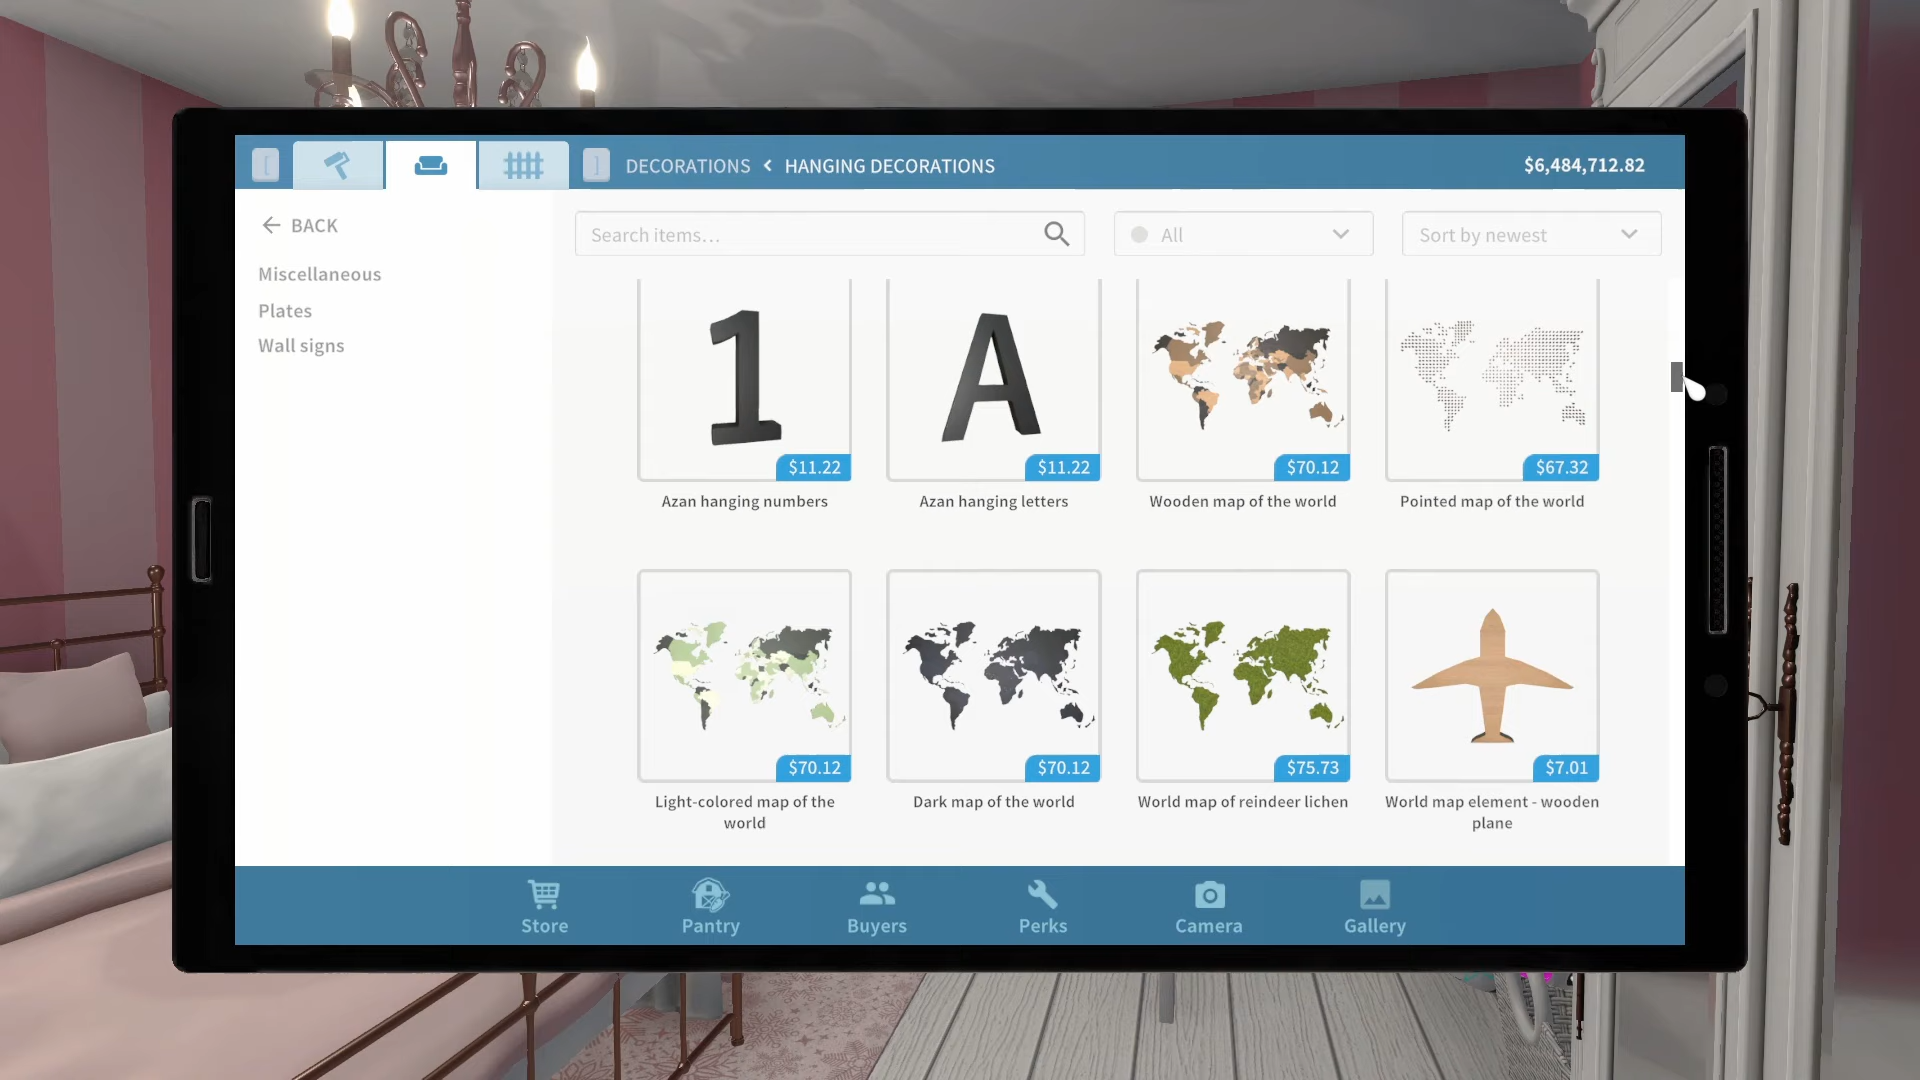 [
]
DECORATIONS < HANGING DECORATIONS
$6,484,712.82
BACK
Search items...
All
Sort by newest
Miscellaneous
Plates
Wall signs
1
A
$11.22
$11.22
$70.12
$67.32
Azan hanging numbers
Azan hanging letters
Wooden map of the world
Pointed map of the world
$70.12
$70.12
$75.73
$7.01
Light-colored map of the
world
Dark map of the world
World map of reindeer lichen
World map element - wooden
plane
Store
Pantry
Buyers
Perks
Camera
Gallery